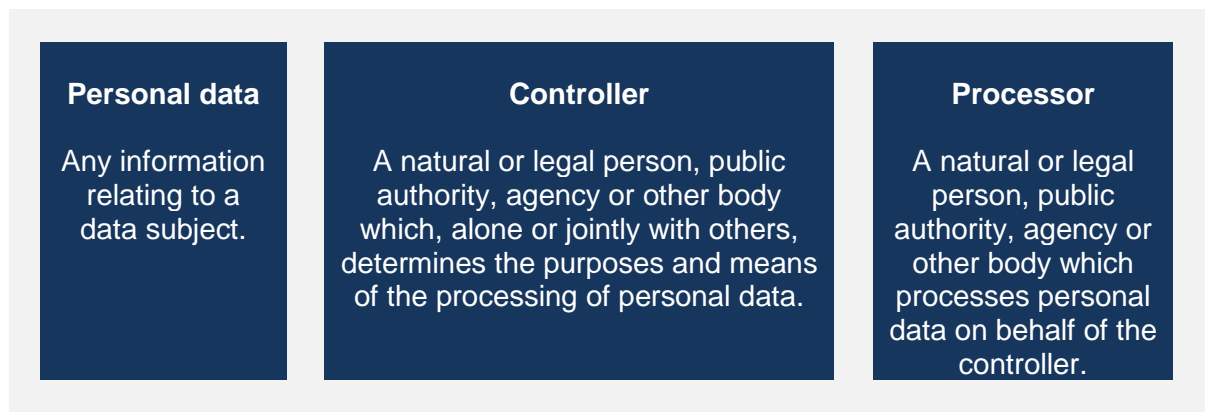 Personal data
Any information
relating to a
data subject.
Controller
A natural or legal person, public
authority, agency or other body
which, alone or jointly with others,
determines the purposes and means
of the processing of personal data.
Processor
A natural or legal
person, public
authority, agency or
other body which
processes personal
data on behalf of the
controller.